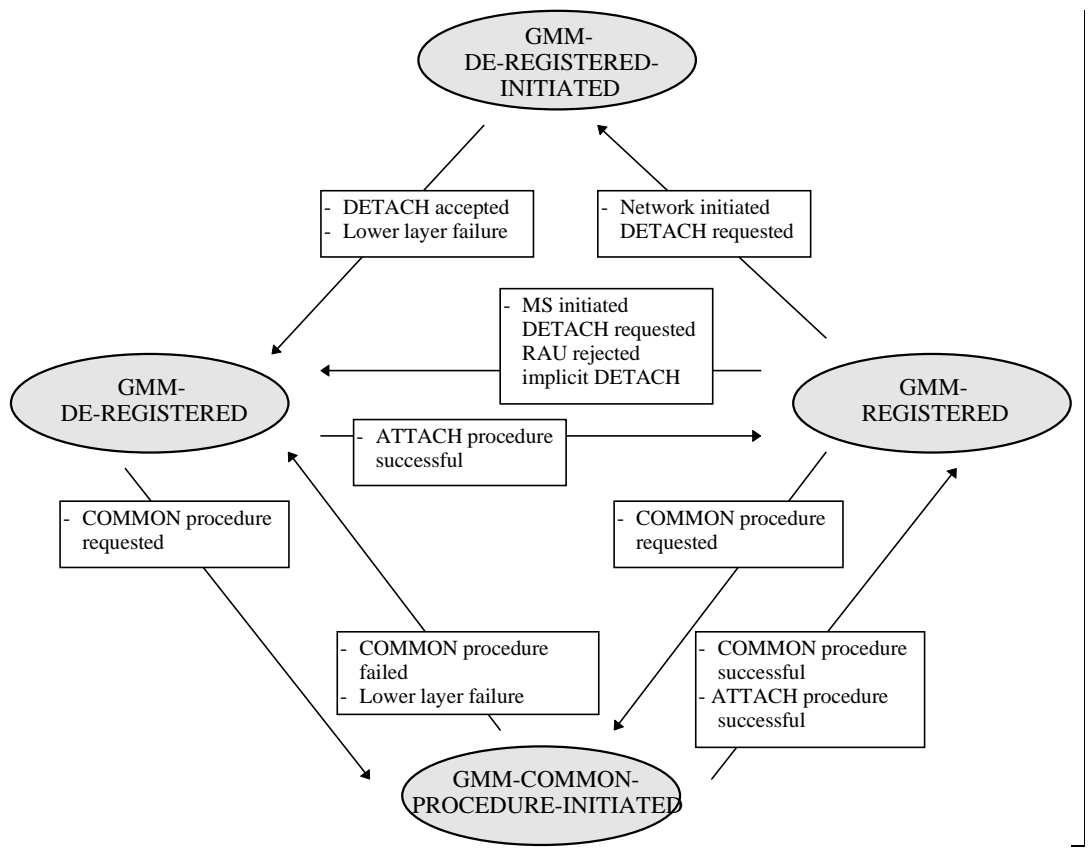 GMM-
DE-REGISTERED-
INITIATED
- DETACH accepted
- Lower layer failure
- Network initiated
DETACH requested
- MS initiated
DETACH requested
RAU rejected
implicit DETACH
GMM-
DE-REGISTERED
GMM-
REGISTERED
- ATTACH procedure
successful
- COMMON procedure
requested
- COMMON procedure
requested
- COMMON procedure
failed
- Lower layer failure
- COMMON procedure
successful
- ATTACH procedure
successful
GMM-COMMON-
PROCEDURE-INITIATED